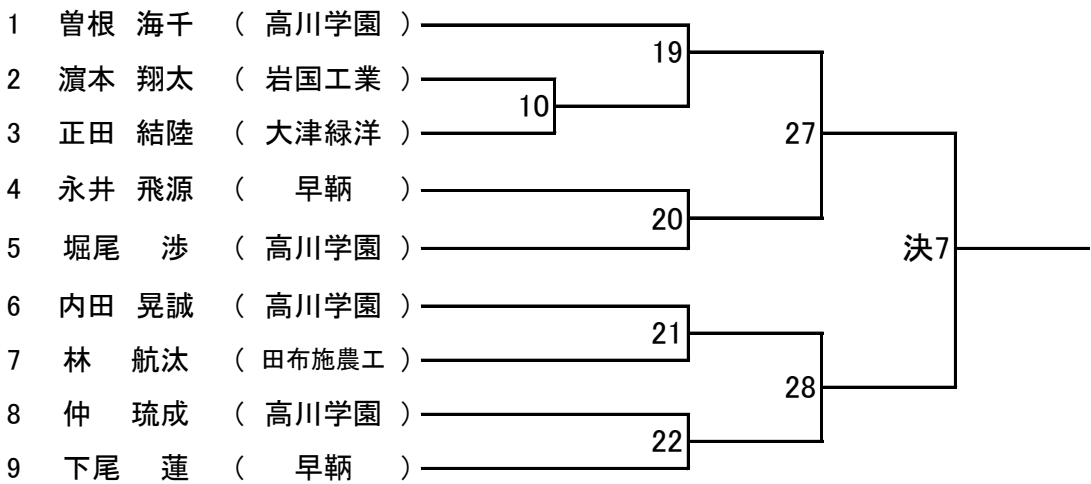 1 曽根 海千 （ 高川学園 ）
19
2 濵本 翔太 （ 岩国工業 ）
10
3 正田 結陸 （ 大津緑洋 ）
27
4 永井 飛源 （ 早鞆 ）
20
5 堀尾 渉 （ 高川学園 ）
決7
6 内田 晃誠 （ 高川学園 ）
21
7 林 航汰 （ 田布施農工 ）
28
8 仲 琉成 （ 高川学園 ）
22
9 下尾 蓮 （ 早鞆 ）